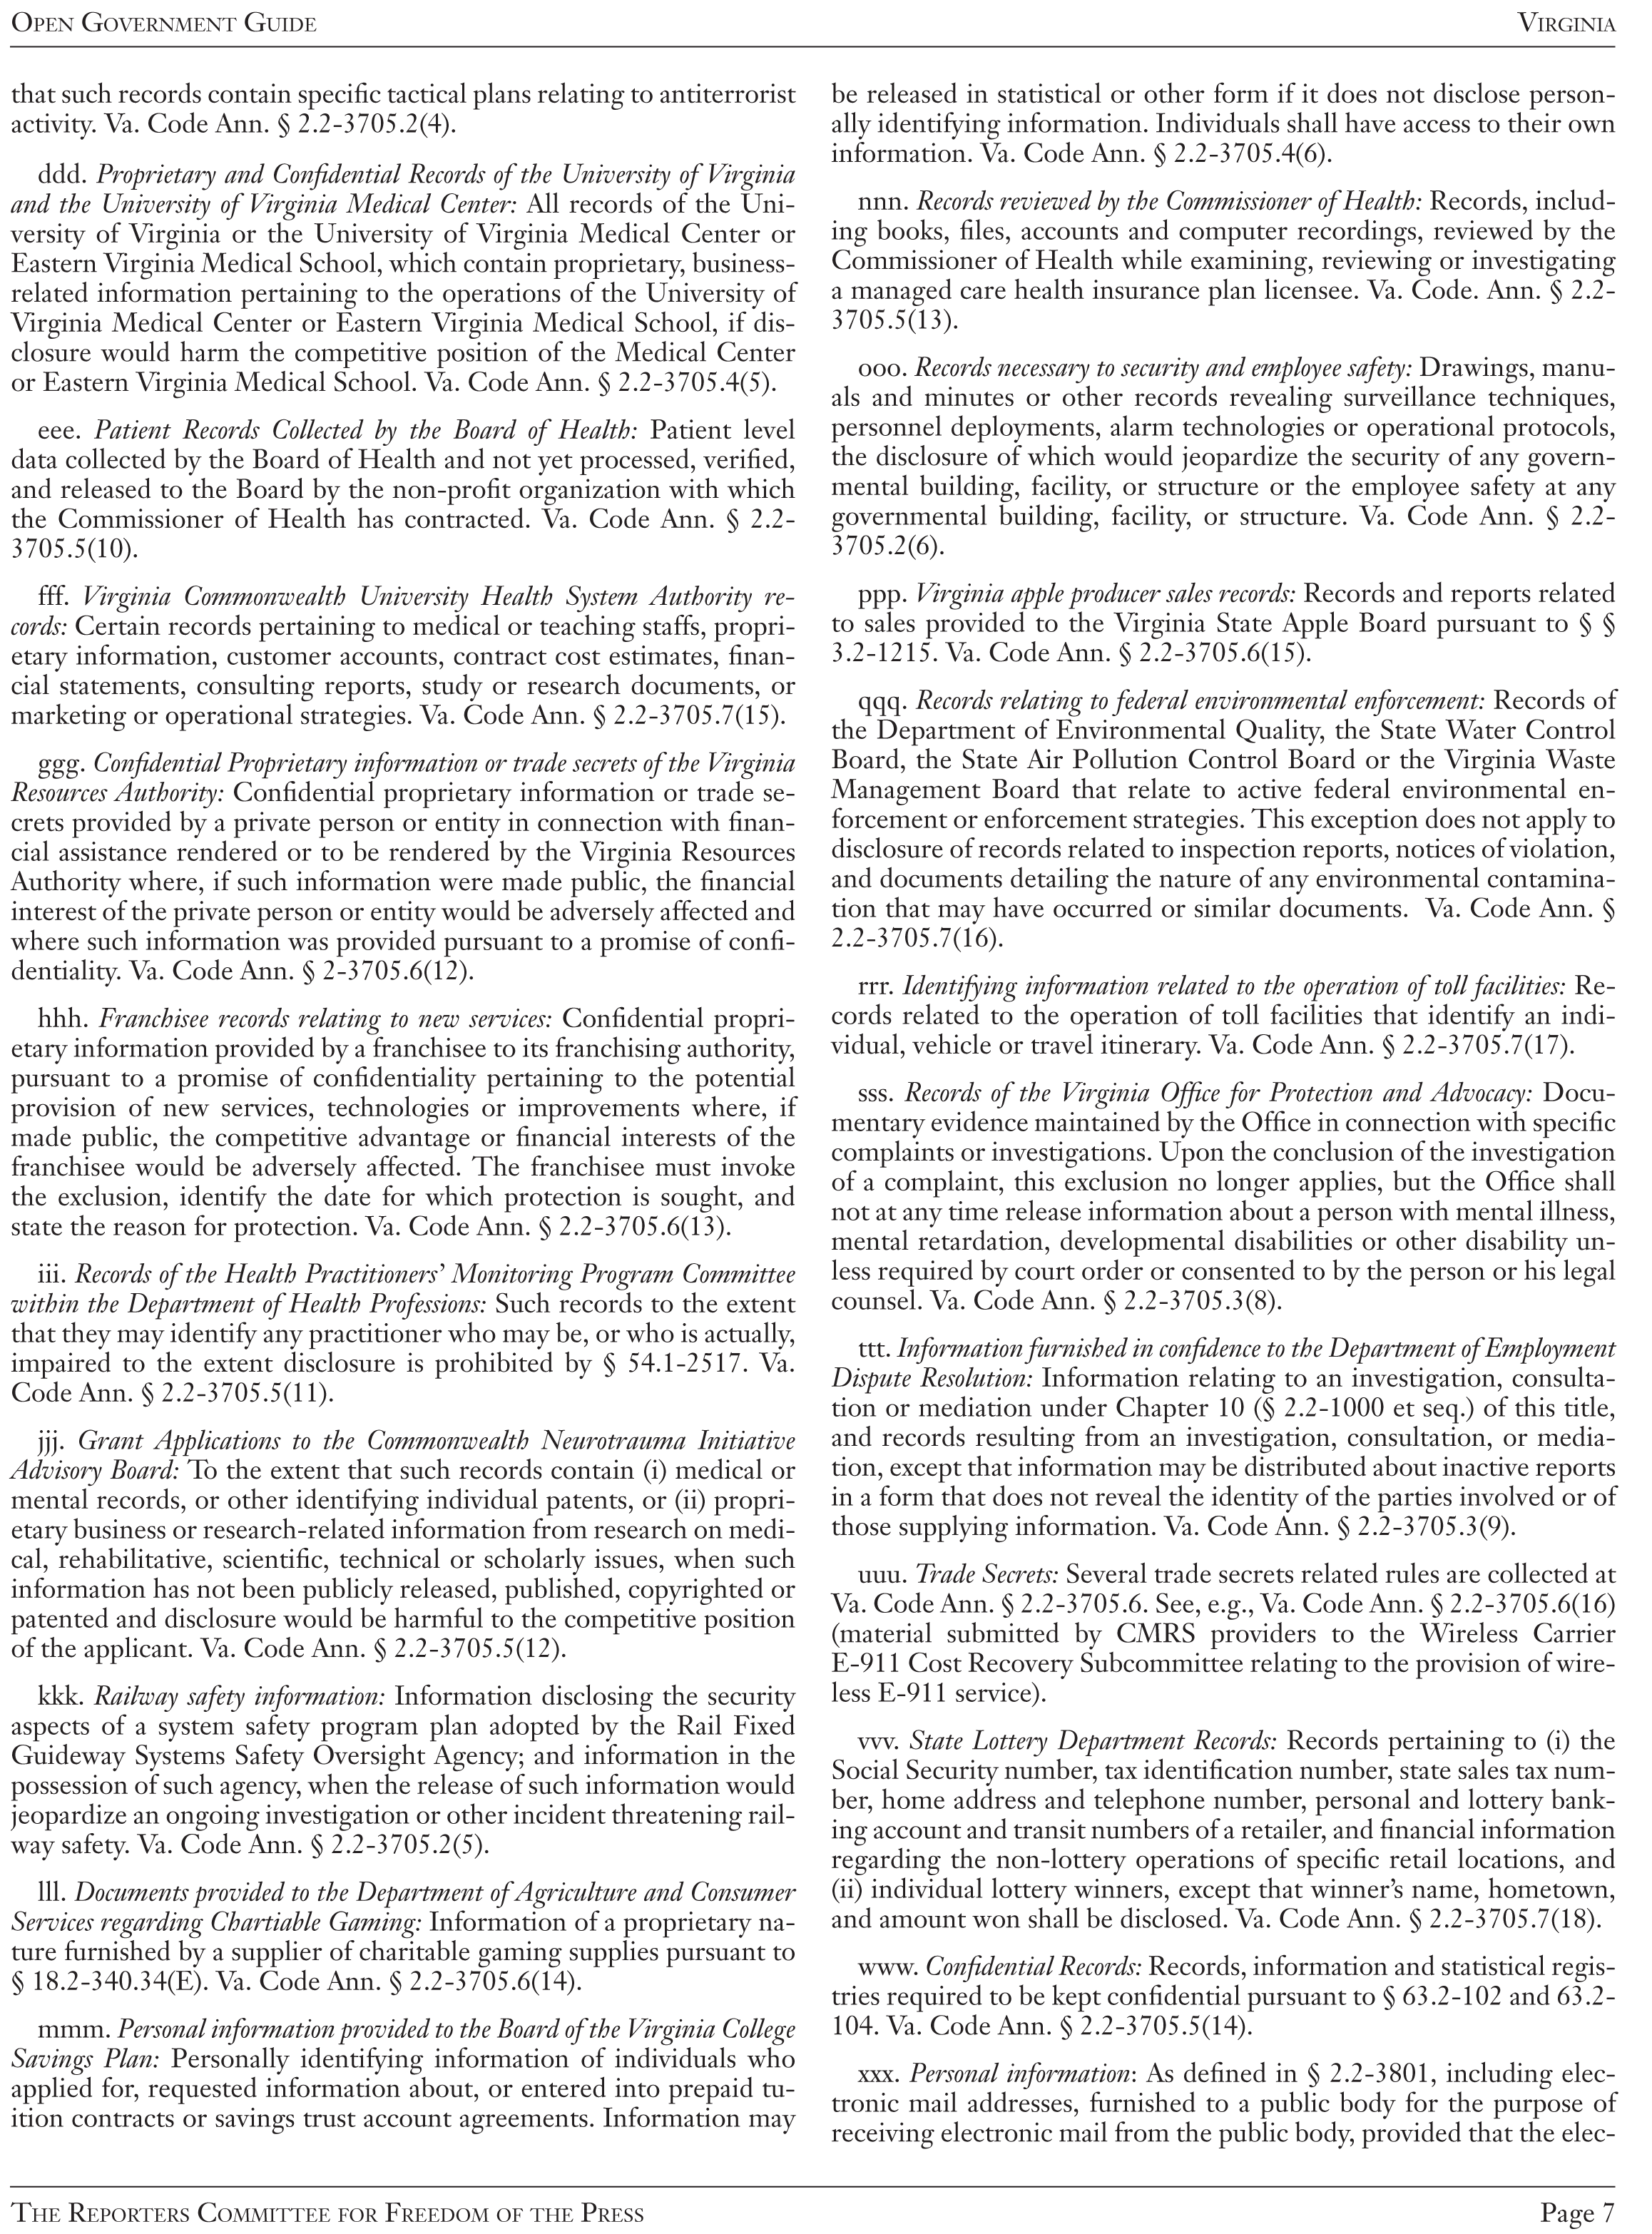 OPEN GOVERNMENT GUIDE
VIRGINIA
that such records contain specific tactical plans relating to antiterrorist
activity. Va. Code Ann. § 2.2-3705.2(4).
ddd. Proprietary and Confidential Records of the University of Virginia
and the University of Virginia Medical Center: All records of the Uni-
versity of Virginia or the University of Virginia Medical Center or
Eastern Virginia Medical School, which contain proprietary, business-
related information pertaining to the operations of the University of
Virginia Medical Center or Eastern Virginia Medical School, if dis-
closure would harm the competitive position of the Medical Center
or Eastern Virginia Medical School. Va. Code Ann. § 2.2-3705.4(5).
eee. Patient Records Collected by the Board of Health: Patient level
data collected by the Board of Health and not yet processed, verified,
and released to the Board by the non-profit organization with which
the Commissioner of Health has contracted. Va. Code Ann. § 2.2-
3705.5(10).
fff. Virginia Commonwealth University Health System Authority re-
cords: Certain records pertaining to medical or teaching staffs, propri-
etary information, customer accounts, contract cost estimates, finan-
cial statements, consulting reports, study or research documents, or
marketing or operational strategies. Va. Code Ann. § 2.2-3705.7(15).
ggg. Confidential Proprietary information or trade secrets of the Virginia
Resources Authority: Confidential proprietary information or trade se-
crets provided by a private person or entity in connection with finan-
cial assistance rendered or to be rendered by the Virginia Resources
Authority where, if such information were made public, the financial
interest of the private person or entity would be adversely affected and
where such information was provided pursuant to a promise of confi-
dentiality. Va. Code Ann. § 2-3705.6(12).
hhh. Franchisee records relating to new services: Confidential propri-
etary information provided by a franchisee to its franchising authority,
pursuant to a promise of confidentiality pertaining to the potential
provision of new services, technologies or improvements where, if
made public, the competitive advantage or financial interests of the
franchisee would be adversely affected. The franchisee must invoke
the exclusion, identify the date for which protection is sought, and
state the reason for protection. Va. Code Ann. § 2.2-3705.6(13).
iii. Records of the Health Practitioners' Monitoring Program Committee
within the Department of Health Professions: Such records to the extent
that they may identify any practitioner who may be, or who is actually,
impaired to the extent disclosure is prohibited by § 54.1-2517. Va.
Code Ann. § 2.2-3705.5(11).
jjj. Grant Applications to the Commonwealth Neurotrauma Initiative
Advisory Board: To the extent that such records contain (i) medical or
mental records, or other identifying individual patents, or (ii) propri-
etary business or research-related information from research on medi-
cal, rehabilitative, scientific, technical or scholarly issues, when such
information has not been publicly released, published, copyrighted or
patented and disclosure would be harmful to the competitive position
of the applicant. Va. Code Ann. § 2.2-3705.5(12).
kkk. Railway safety information: Information disclosing the security
aspects of a system safety program plan adopted by the Rail Fixed
Guideway Systems Safety Oversight Agency; and information in the
possession of such agency, when the release of such information would
jeopardize an ongoing investigation or other incident threatening rail-
way safety. Va. Code Ann. § 2.2-3705.2(5).
lll. Documents provided to the Department of Agriculture and Consumer
Services regarding Chartiable Gaming: Information of a proprietary na-
ture furnished by a supplier of charitable gaming supplies pursuant to
§ 18.2-340.34(E). Va. Code Ann. § 2.2-3705.6(14).
mmm. Personal information provided to the Board of the Virginia College
Savings Plan: Personally identifying information of individuals who
applied for, requested information about, or entered into prepaid tu-
ition contracts or savings trust account agreements. Information may
be released in statistical or other form if it does not disclose person-
ally identifying information. Individuals shall have access to their own
information. Va. Code Ann. § 2.2-3705.4(6).
nnn. Records reviewed by the Commissioner of Health: Records, includ-
ing books, files, accounts and computer recordings, reviewed by the
Commissioner of Health while examining, reviewing or investigating
a managed care health insurance plan licensee. Va. Code. Ann. § 2.2-
3705.5(13).
ooo. Records necessary to security and employee safety: Drawings, manu-
als and minutes or other records revealing surveillance techniques,
personnel deployments, alarm technologies or operational protocols,
the disclosure of which would jeopardize the security of any govern-
mental building, facility, or structure or the employee safety at any
governmental building, facility, or structure. Va. Code Ann. § 2.2-
3705.2(6).
ppp. Virginia apple producer sales records: Records and reports related
to sales provided to the Virginia State Apple Board pursuant to § §
3.2-1215. Va. Code Ann. § 2.2-3705.6(15).
qqq. Records relating to federal environmental enforcement: Records of
the Department of Environmental Quality, the State Water Control
Board, the State Air Pollution Control Board or the Virginia Waste
Management Board that relate to active federal environmental en-
forcement or enforcement strategies. This exception does not apply to
disclosure of records related to inspection reports, notices of violation,
and documents detailing the nature of any environmental contamina-
tion that may have occurred or similar documents. Va. Code Ann. §
2.2-3705.7(16).
rrr. Identifying information related to the operation of toll facilities: Re-
cords related to the operation of toll facilities that identify an indi-
vidual, vehicle or travel itinerary. Va. Code Ann. § 2.2-3705.7(17).
sss. Records of the Virginia Office for Protection and Advocacy: Docu-
mentary evidence maintained by the Office in connection with specific
complaints or investigations. Upon the conclusion of the investigation
of a complaint, this exclusion no longer applies, but the Office shall
not at any time release information about a person with mental illness,
mental retardation, developmental disabilities or other disability un-
less required by court order or consented to by the person or his legal
counsel. Va. Code Ann. § 2.2-3705.3(8).
ttt. Information furnished in confidence to the Department of Employment
Dispute Resolution: Information relating to an investigation, consulta-
tion or mediation under Chapter 10 (§ 2.2-1000 et seq.) of this title,
and records resulting from an investigation, consultation, or media-
tion, except that information may be distributed about inactive reports
in a form that does not reveal the identity of the parties involved or of
those supplying information. Va. Code Ann. § 2.2-3705.3(9).
uuu. Trade Secrets: Several trade secrets related rules are collected at
Va. Code Ann. § 2.2-3705.6. See, e.g., Va. Code Ann. § 2.2-3705.6(16)
(material submitted by CMRS providers to the Wireless Carrier
E-911 Cost Recovery Subcommittee relating to the provision of wire-
less E-911 service).
vvv. State Lottery Department Records: Records pertaining to (i) the
Social Security number, tax identification number, state sales tax num-
ber, home address and telephone number, personal and lottery bank-
ing account and transit numbers of a retailer, and financial information
regarding the non-lottery operations of specific retail locations, and
(ii) individual lottery winners, except that winner's name, hometown,
and amount won shall be disclosed. Va. Code Ann. § 2.2-3705.7(18).
www. Confidential Records: Records, information and statistical regis-
tries required to be kept confidential pursuant to § 63.2-102 and 63.2-
104. Va. Code Ann. § 2.2-3705.5(14).
xxx. Personal information: As defined in § 2.2-3801, including elec-
tronic mail addresses, furnished to a public body for the purpose of
receiving electronic mail from the public body, provided that the elec-
THE REPORTERS COMMITTEE FOR FREEDOM OF THE PRESS
Page 7